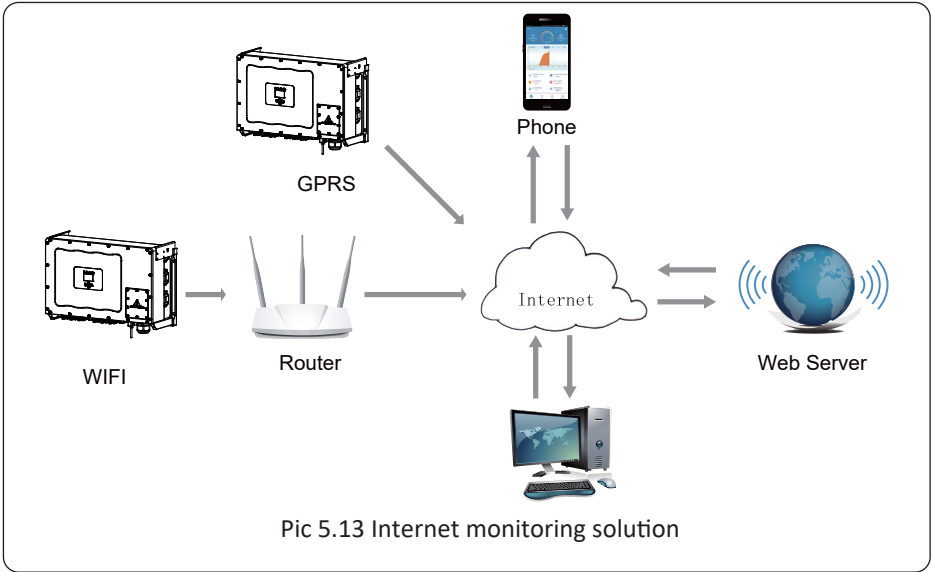 Phone
GPRS
Internet
WIFI
Router
Web Server
Pic 5.13 Internet monitoring solution